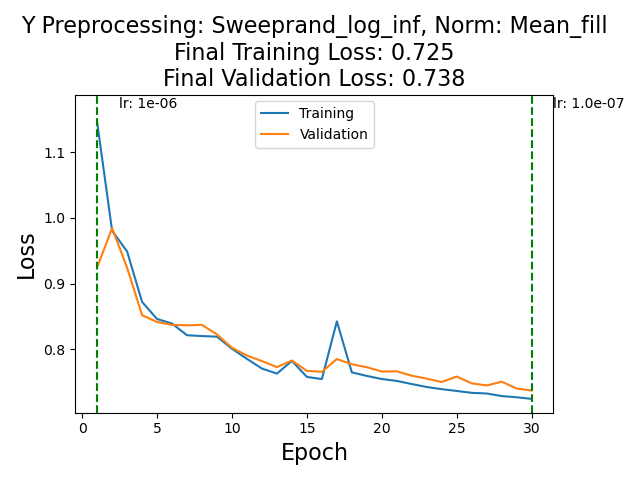 Y Preprocessing: Sweeprand_log_inf, Norm: Mean_fill
Final Training Loss: 0.725
Final Validation Loss: 0.738
lr: 1e-06
lr: 1.0e-07
Training
Validation
1.1
1.0
0.9
0.8
Loss
0 5 10 15 20 25 30
Epoch